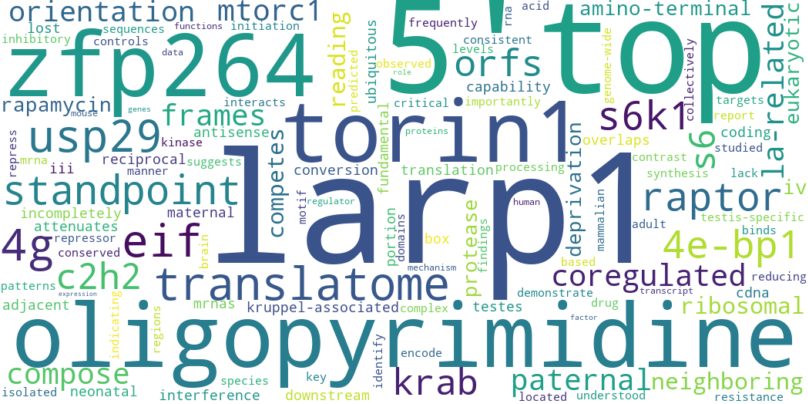 orientation
mtorc1
5'top
amino-terminal
lost
sequences
functions
initiation
frequently
rna
acid
inhibitory
controls
zfp264
reading
ubiquitous
consistent
levels
orfs
genome-wide
collectively
la-related
eukaryotic
data
observed
predicted
role
capability
rapamycin
mouse
genes
interacts
critical
importantly
targets
report
frames
torin1
s6k1
s6
coding
studied
usp29
antisense
kinase
repress
mrna
reciprocal
suggests
competes
fundamental
proteins
overlaps
contrast
lack
iii
manner
conversion
translation
processing
synthesis
iv
standpoint
larp1
motif
regulator
human
deprivation
mammalian
raptor
testis-specific
incompletely
maternal
adult
binds
attenuates
4g
repressor
conserved
eif
brain
portion
domains
box
protease
findings
4e-bp1
patterns
c2h2
translatome
mechanism
based
coregulated
reducing
expression
demonstrate
drug
transcript
cdna
adjacent
indicating
regions
mrnas
kruppel-associated
complex
testes
ribosomal
oligopyrimidine
factor
encode
identify
compose
species
key
krab
paternal
neighboring
isolated
neonatal
interference
downstream
understood
located
resistance